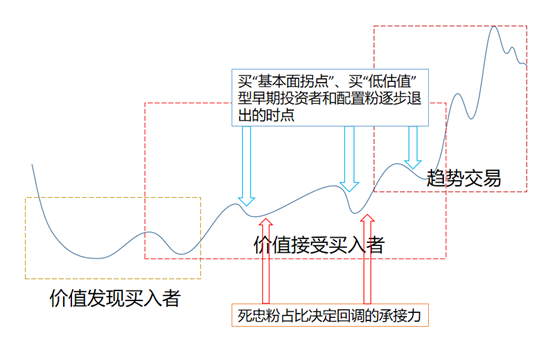 买“基本面拐点”、买“低估值”
型早期投资者和配置粉逐步退
出的时点
趋势交易
价值接受买入者
价值发现买入者
死忠粉占比决定回调的承接力